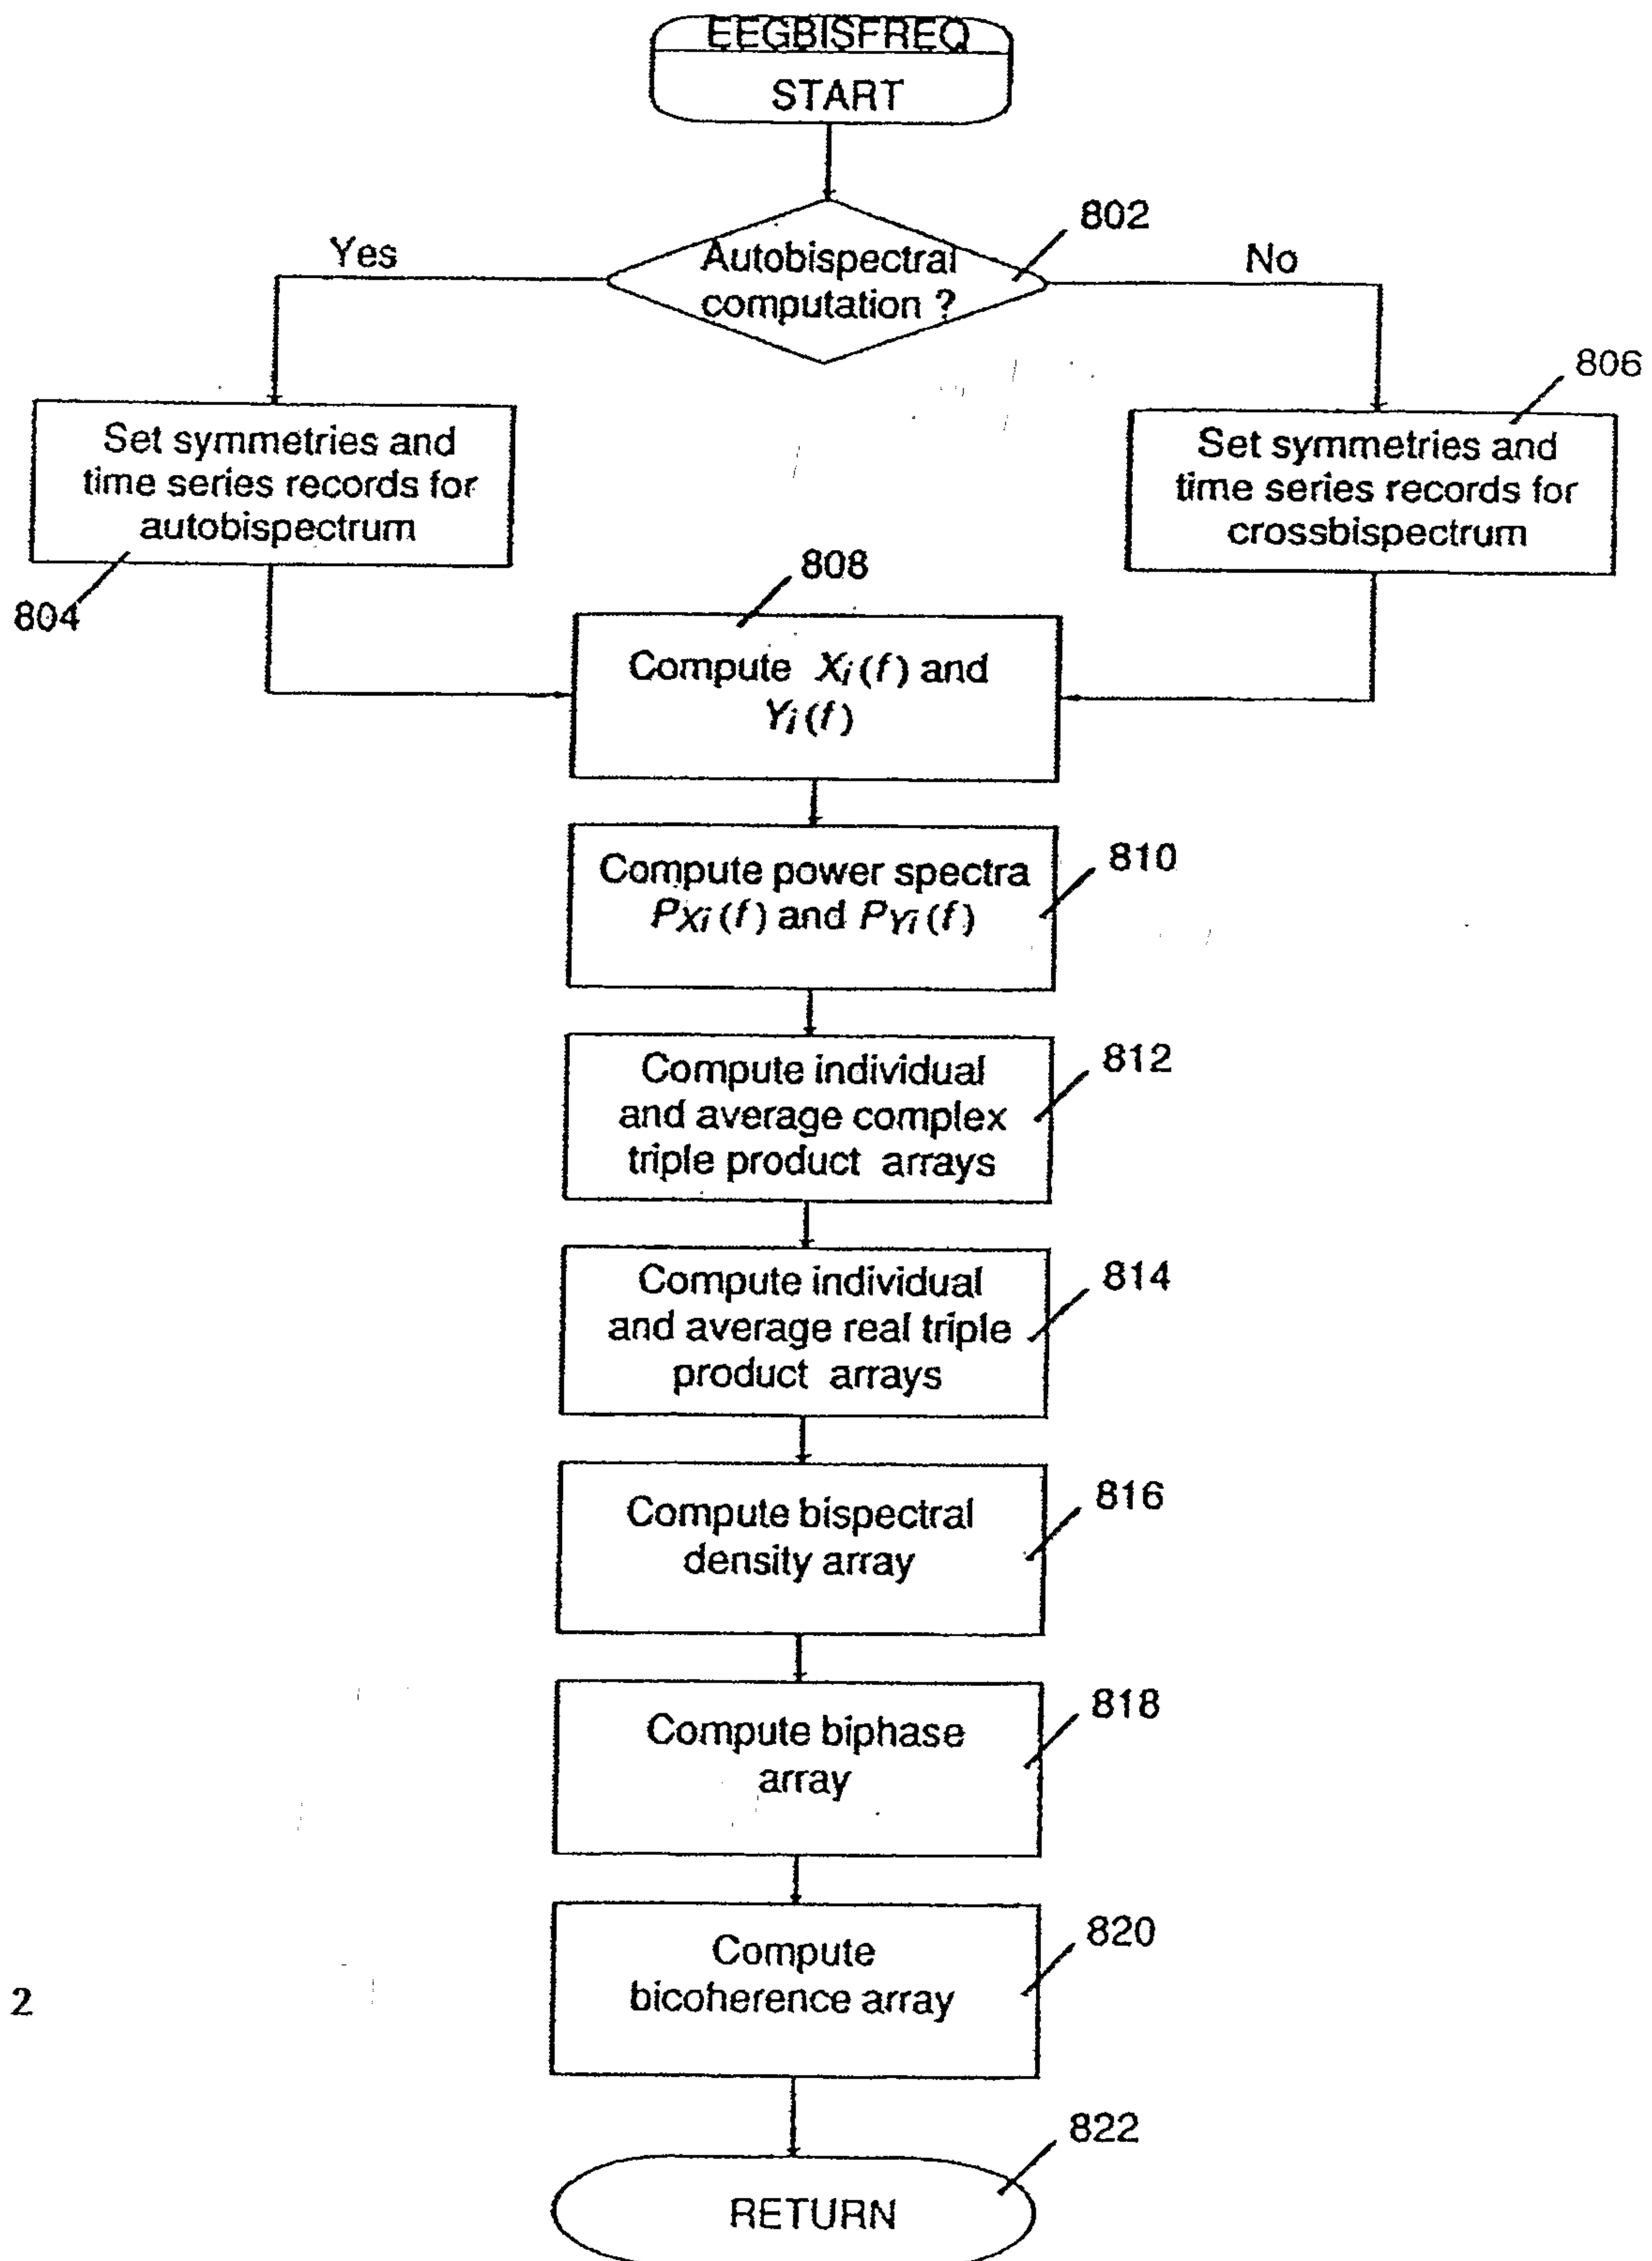 EEGBISFREQ
START
802
Yes
Autobispectral
computation ?
No
806
Set symmetries and
time series records for
autobispectrum
804
Set symmetries and
time series records for
crossbispectrum
808
Compute Xi(f) and
Yi(f)
810
Compute power spectra
PXi(f) and PYi(f)
812
Compute individual
and average complex
triple product arrays
814
Compute individual
and average real triple
product arrays
816
Compute bispectral
density array
818
Compute biphase
array
820
Compute
bicoherence array
2
822
RETURN